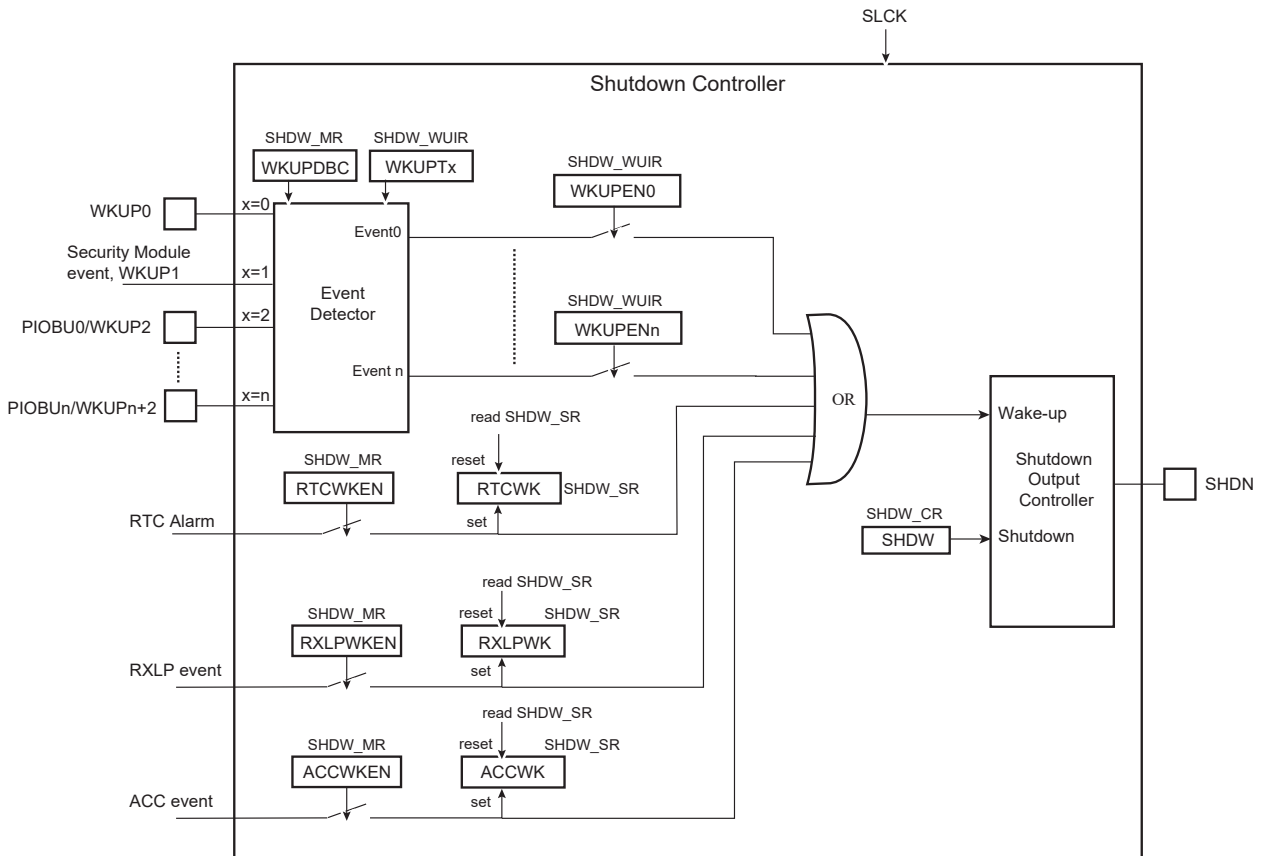 SLCK
Shutdown Controller
SHDW_MR
SHDW_WUIR
WKUPDBC
WKUPTx
SHDW_WUIR
WKUPEN0
WKUP0
x=0
Event0
Security Module
event, WKUP1
x=1
Event
Detector
SHDW_WUIR
WKUPENn
PIOBU0/WKUP2
x=2
Event n
PIOBUn/WKUPn+2
x=n
OR
Wake-up
Shutdown
Output
Controller
SHDN
SHDW_CR
SHDW
Shutdown
read SHDW_SR
SHDW_MR
reset
RTCWKEN
RTCWK
SHDW_SR
RTC Alarm
set
read SHDW_SR
SHDW_MR
reset
SHDW_SR
RXLPWKEN
RXLPWK
RXLP event
set
read SHDW_SR
SHDW_MR
reset
SHDW_SR
ACCWKEN
ACCWK
ACC event
set